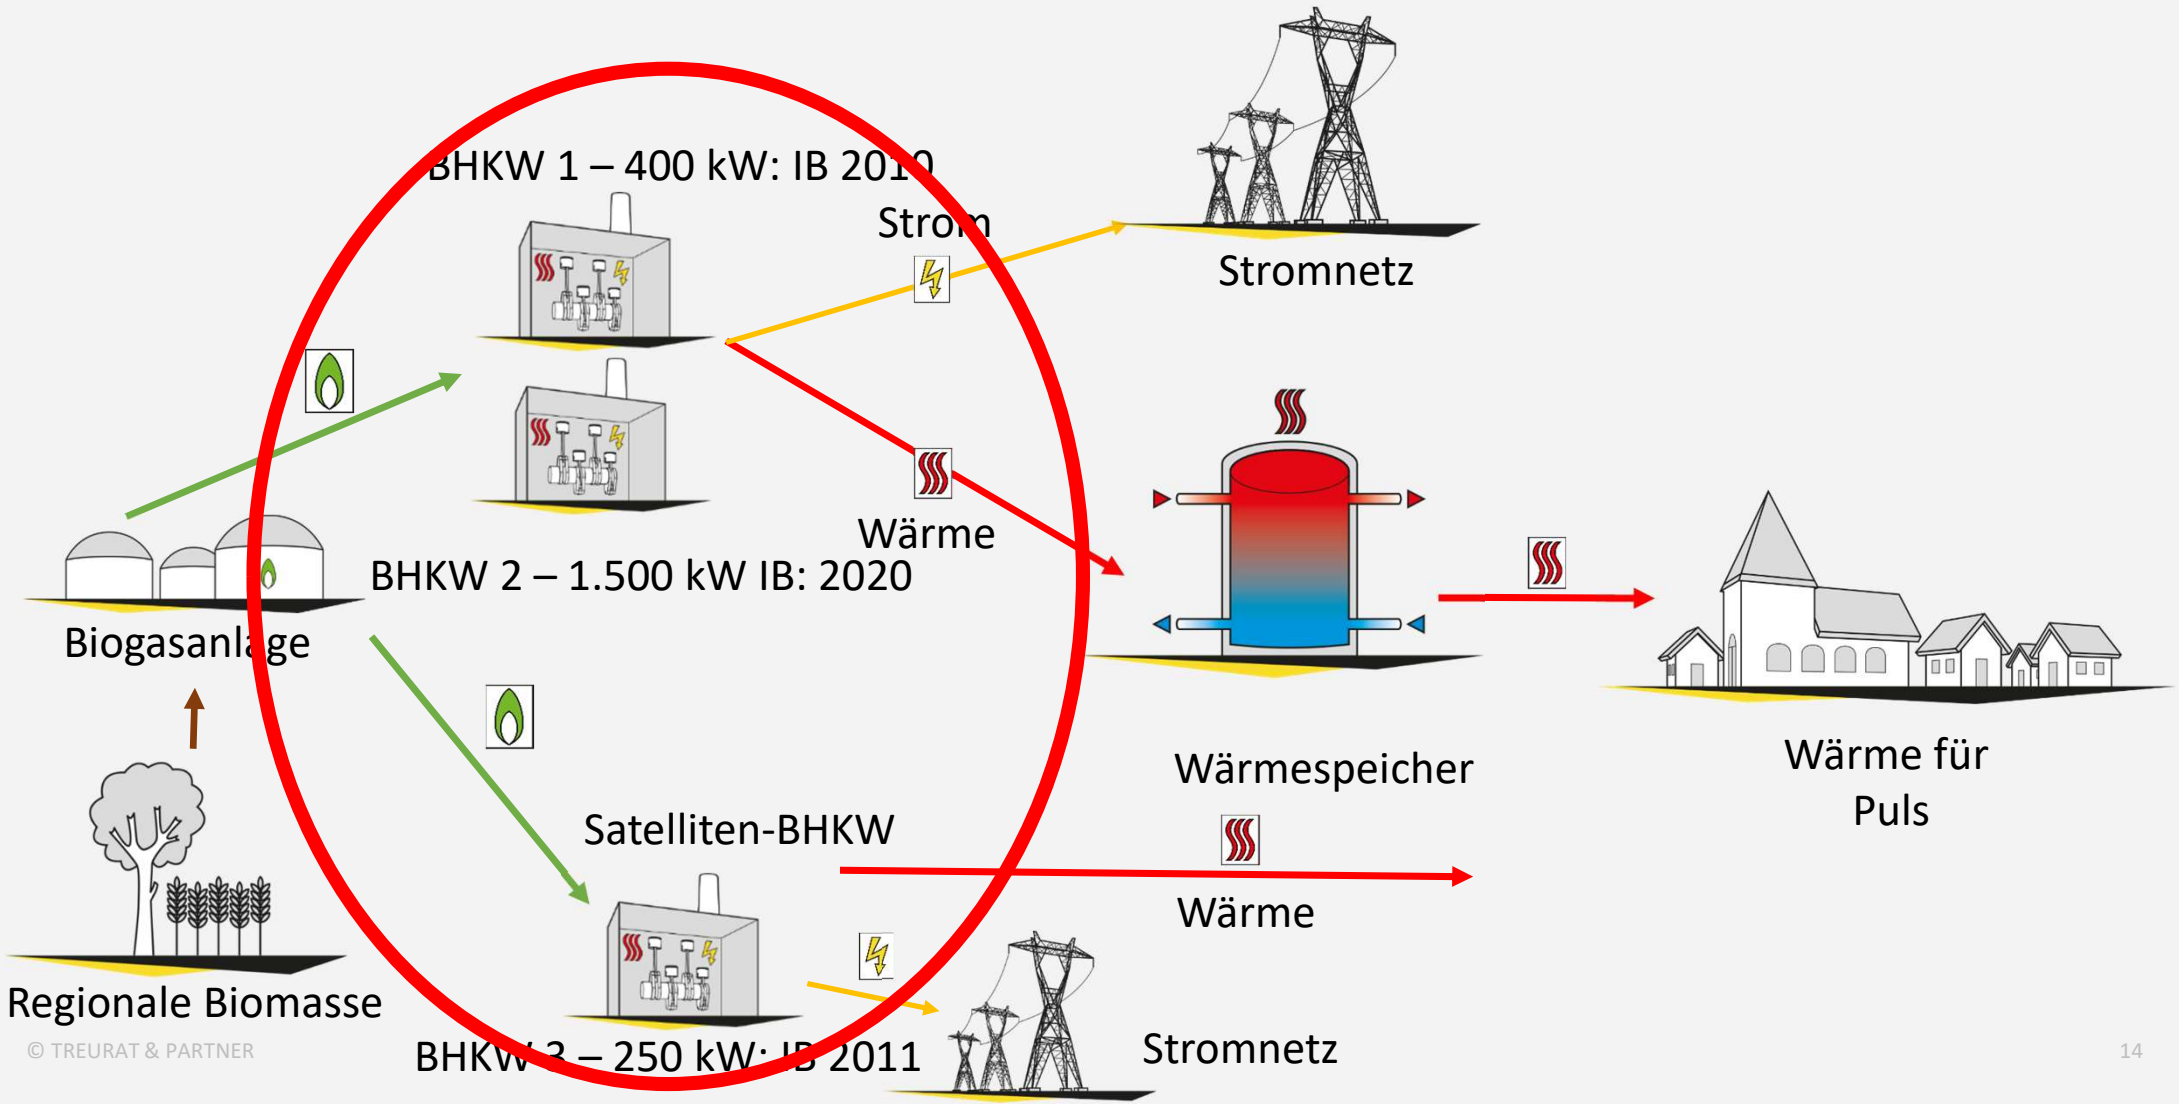 BHKW 1 – 400 kW: IB 2010
Strom
Stromnetz
Wärme
BHKW 2 – 1.500 kW IB: 2020
Biogasanlage
Wärmespeicher
Wärme für
Puls
Satelliten-BHKW
Wärme
Regionale Biomasse
BHKW 3 – 250 kW: IB 2011
Stromnetz
© TREURAT & PARTNER
14